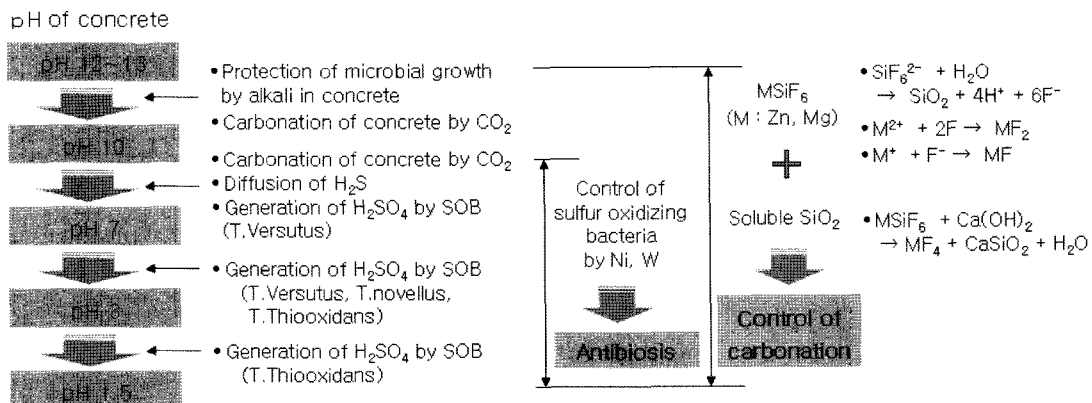 pH of concrete
pH 12~13
• Protection of microbial growth
by alkali in concrete
• Carbonation of concrete by CO₂
pH 10
• Carbonation of concrete by CO₂
• Diffusion of H₂S
• Generation of H₂SO₄ by SOB
(T.Versutus)
pH 7
• Generation of H₂SO₄ by SOB
(T.Versutus, T.novellus,
T.Thiooxidans)
pH
• Generation of H₂SO₄ by SOB
(T.Thiooxidans)
pH 1.5
Control of
sulfur oxidizing
bacteria
by Ni, W
Antibiosis
MSiF₆
(M : Zn, Mg)
+
Soluble SiO₂
Control of
carbonation
• SiF₆²⁻ + H₂O
→ SiO₂ + 4H⁺ + 6F⁻
• M²⁺ + 2F → MF₂
• M⁺ + F⁻ → MF
• MSiF₆ + Ca(OH)₂
→ MF₄ + CaSiO₂ + H₂O